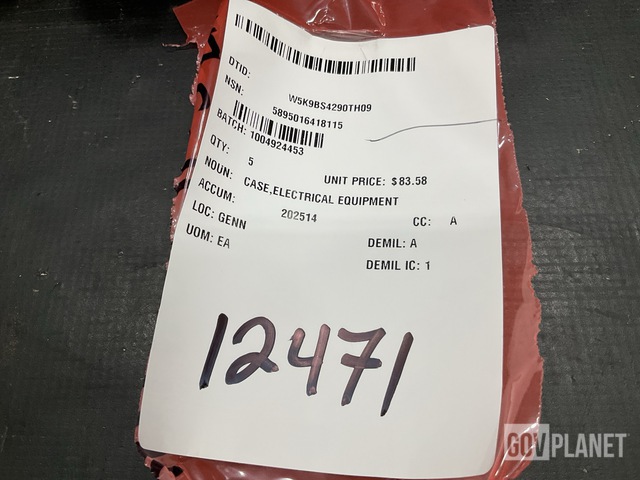 DTID:
W5K9BS4290TH09
NSN:
5895016418115
BATCH: 1004924453
QTY: 5
UNIT PRICE: $ 83.58
NOUN: CASE,ELECTRICAL EQUIPMENT
ACCUM: 202514
CC: A
LOC: GENN
DEMIL: A
UOM: EA
DEMIL IC: 1
12471
GOVPLANET